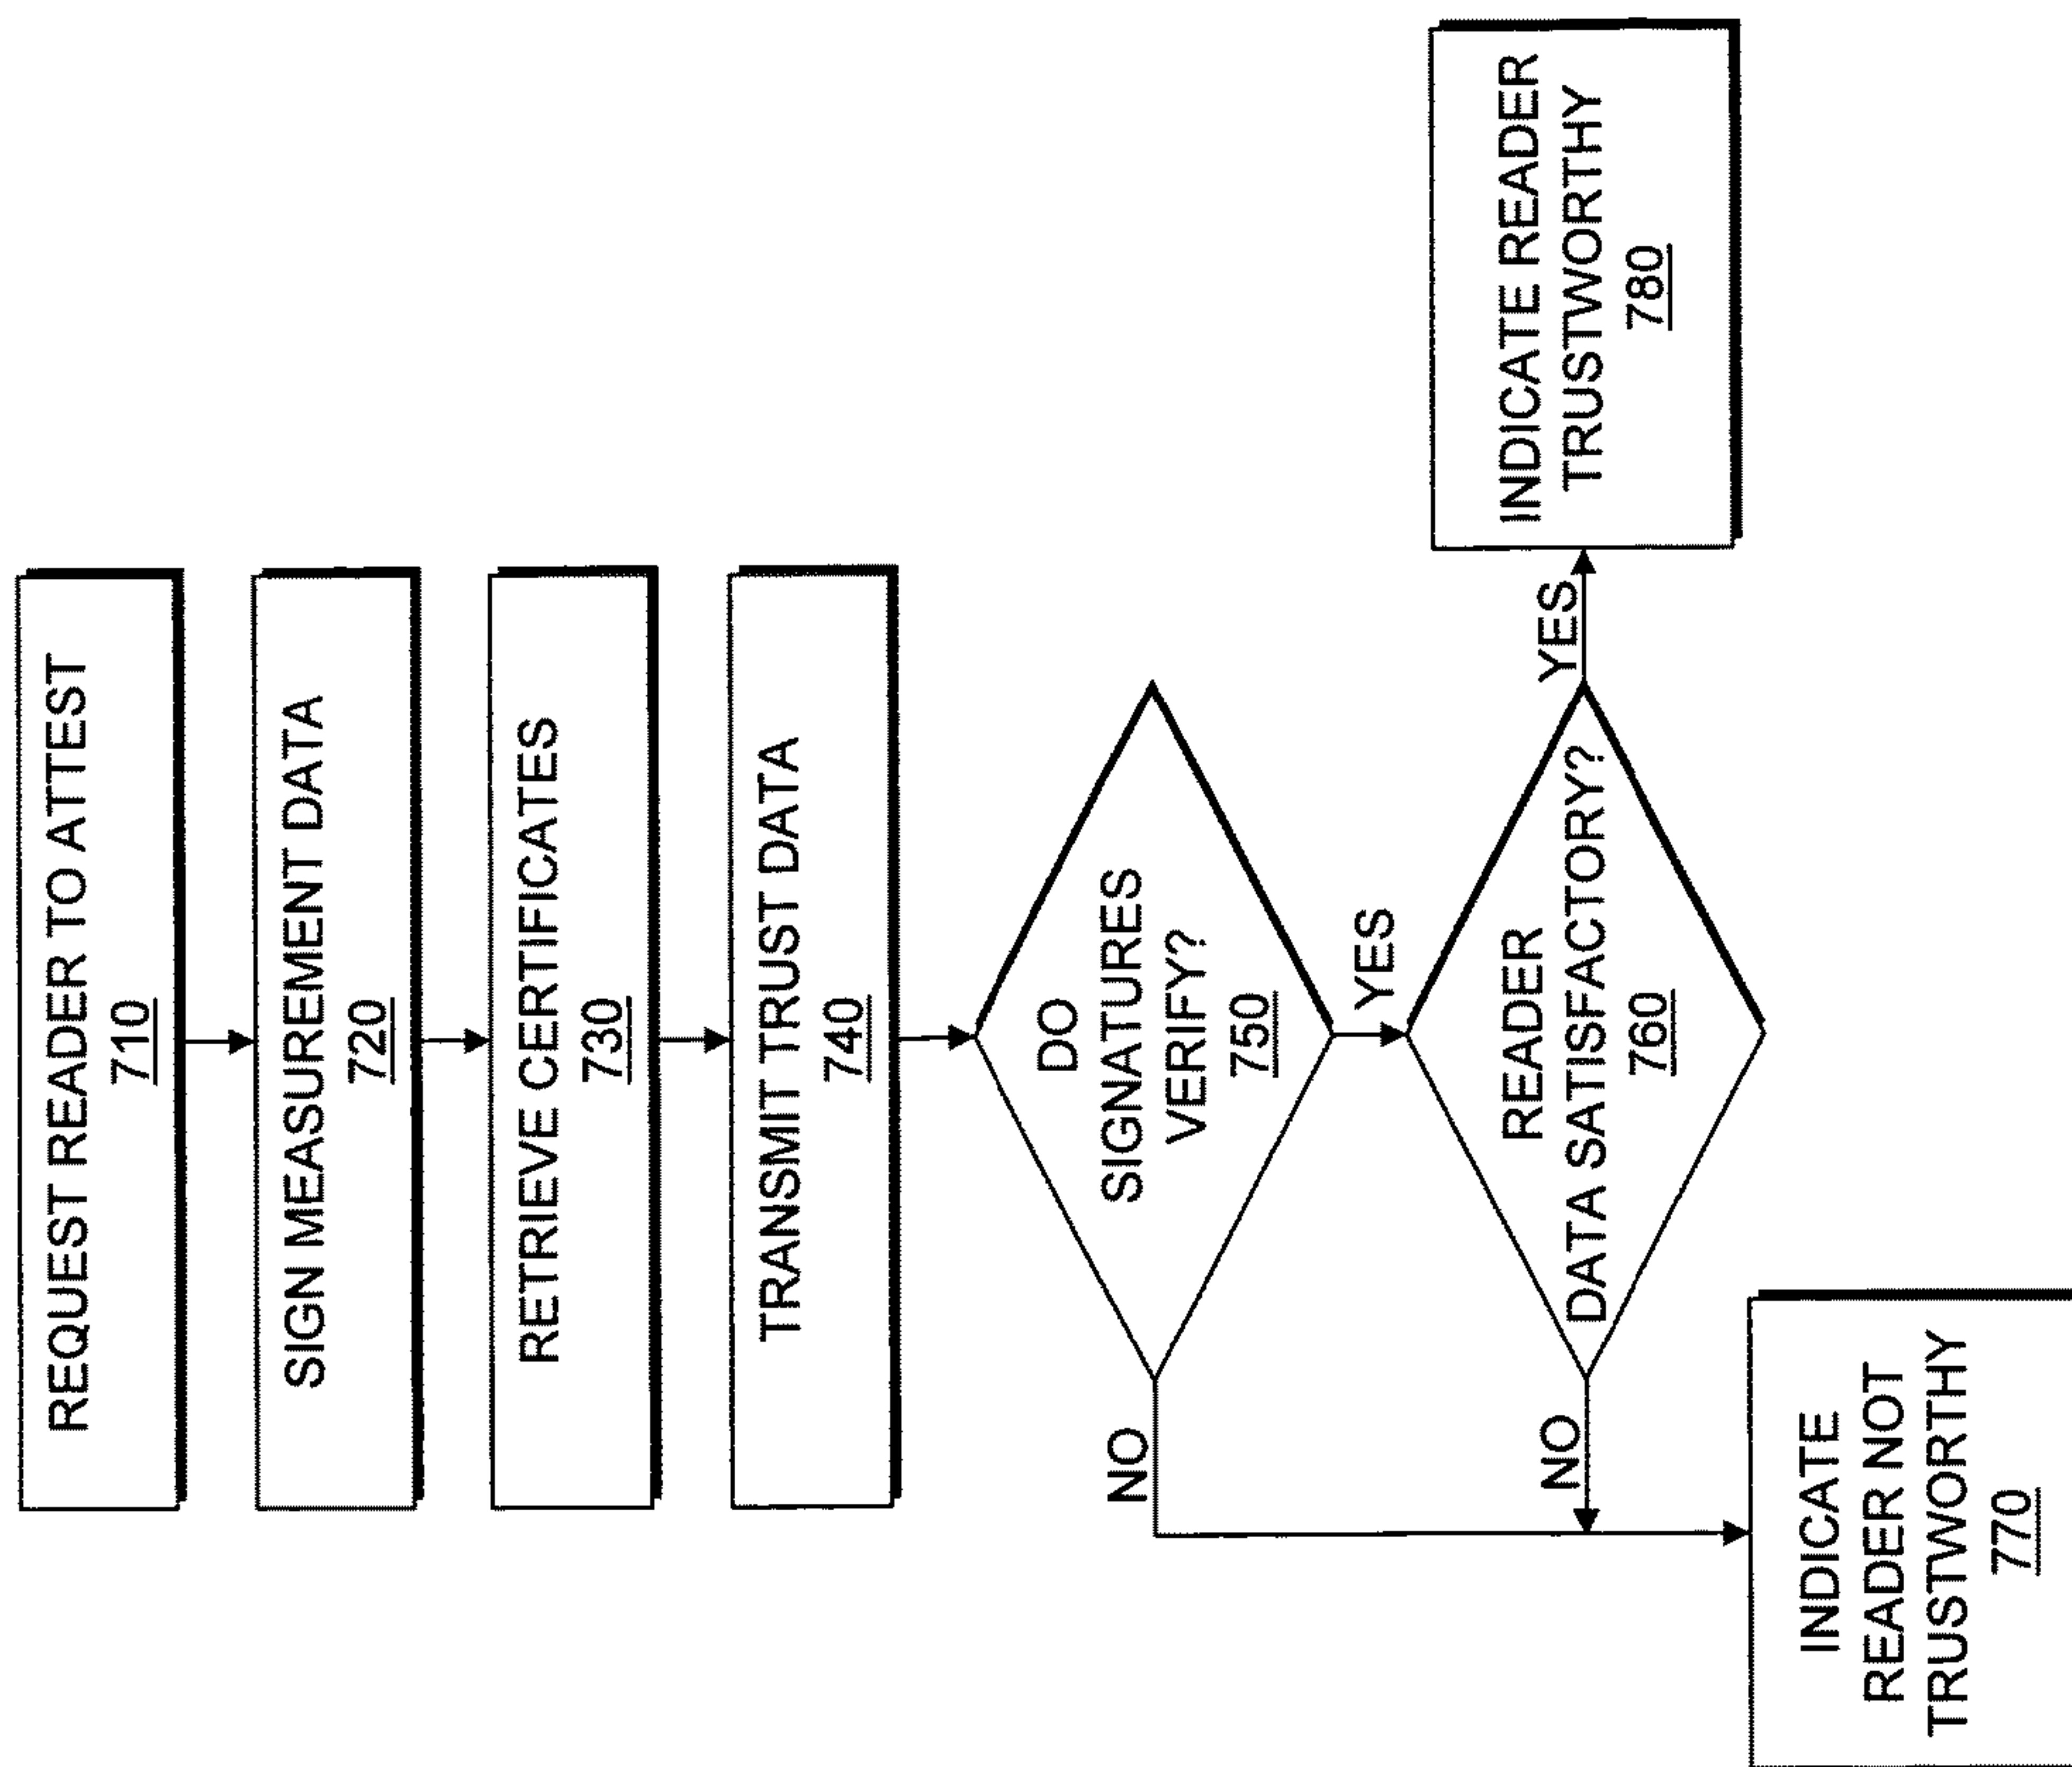 REQUEST READER TO ATTEST
710
SIGN MEASUREMENT DATA
720
RETRIEVE CERTIFICATES
730
TRANSMIT TRUST DATA
740
DO
SIGNATURES
VERIFY?
750
NO
YES
READER
DATA SATISFACTORY?
760
NO
YES
INDICATE
READER NOT
TRUSTWORTHY
770
INDICATE READER
TRUSTWORTHY
780